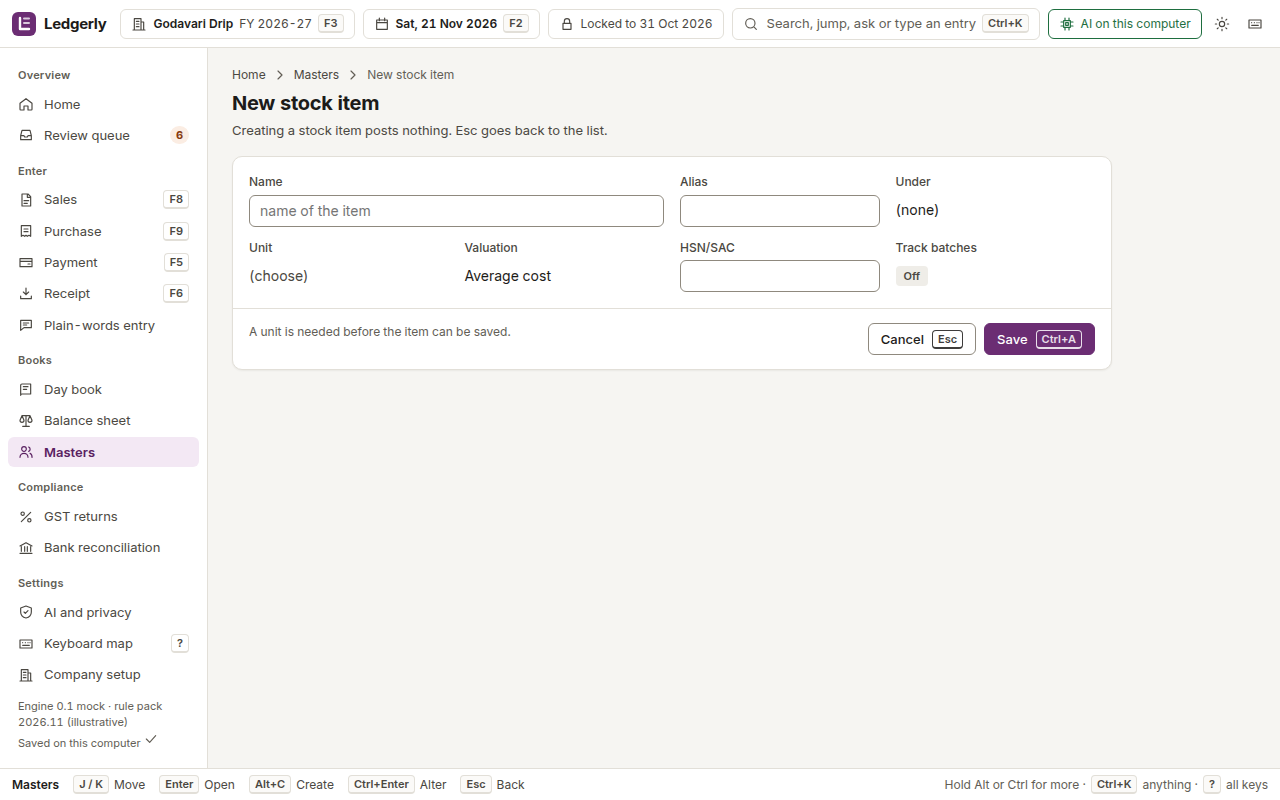 Ledgerly
Godavari Drip FY 2026-27 F3
Sat, 21 Nov 2026 F2
Locked to 31 Oct 2026
Search, jump, ask or type an entry Ctrl+K
AI on this computer
Overview
Home
Review queue 6
Enter
Sales F8
Purchase F9
Payment F5
Receipt F6
Plain-words entry
Books
Day book
Balance sheet
Masters
Compliance
GST returns
Bank reconciliation
Settings
AI and privacy
Keyboard map ?
Company setup
Engine 0.1 mock · rule pack
2026.11 (illustrative)
Saved on this computer
Home > Masters > New stock item
New stock item
Creating a stock item posts nothing. Esc goes back to the list.
Name Alias Under
name of the item (none)
Unit Valuation HSN/SAC Track batches
(choose) Average cost Off
A unit is needed before the item can be saved.
Cancel Esc Save Ctrl+A
Masters J / K Move Enter Open Alt+C Create Ctrl+Enter Alter Esc Back
Hold Alt or Ctrl for more · Ctrl+K anything · ? all keys